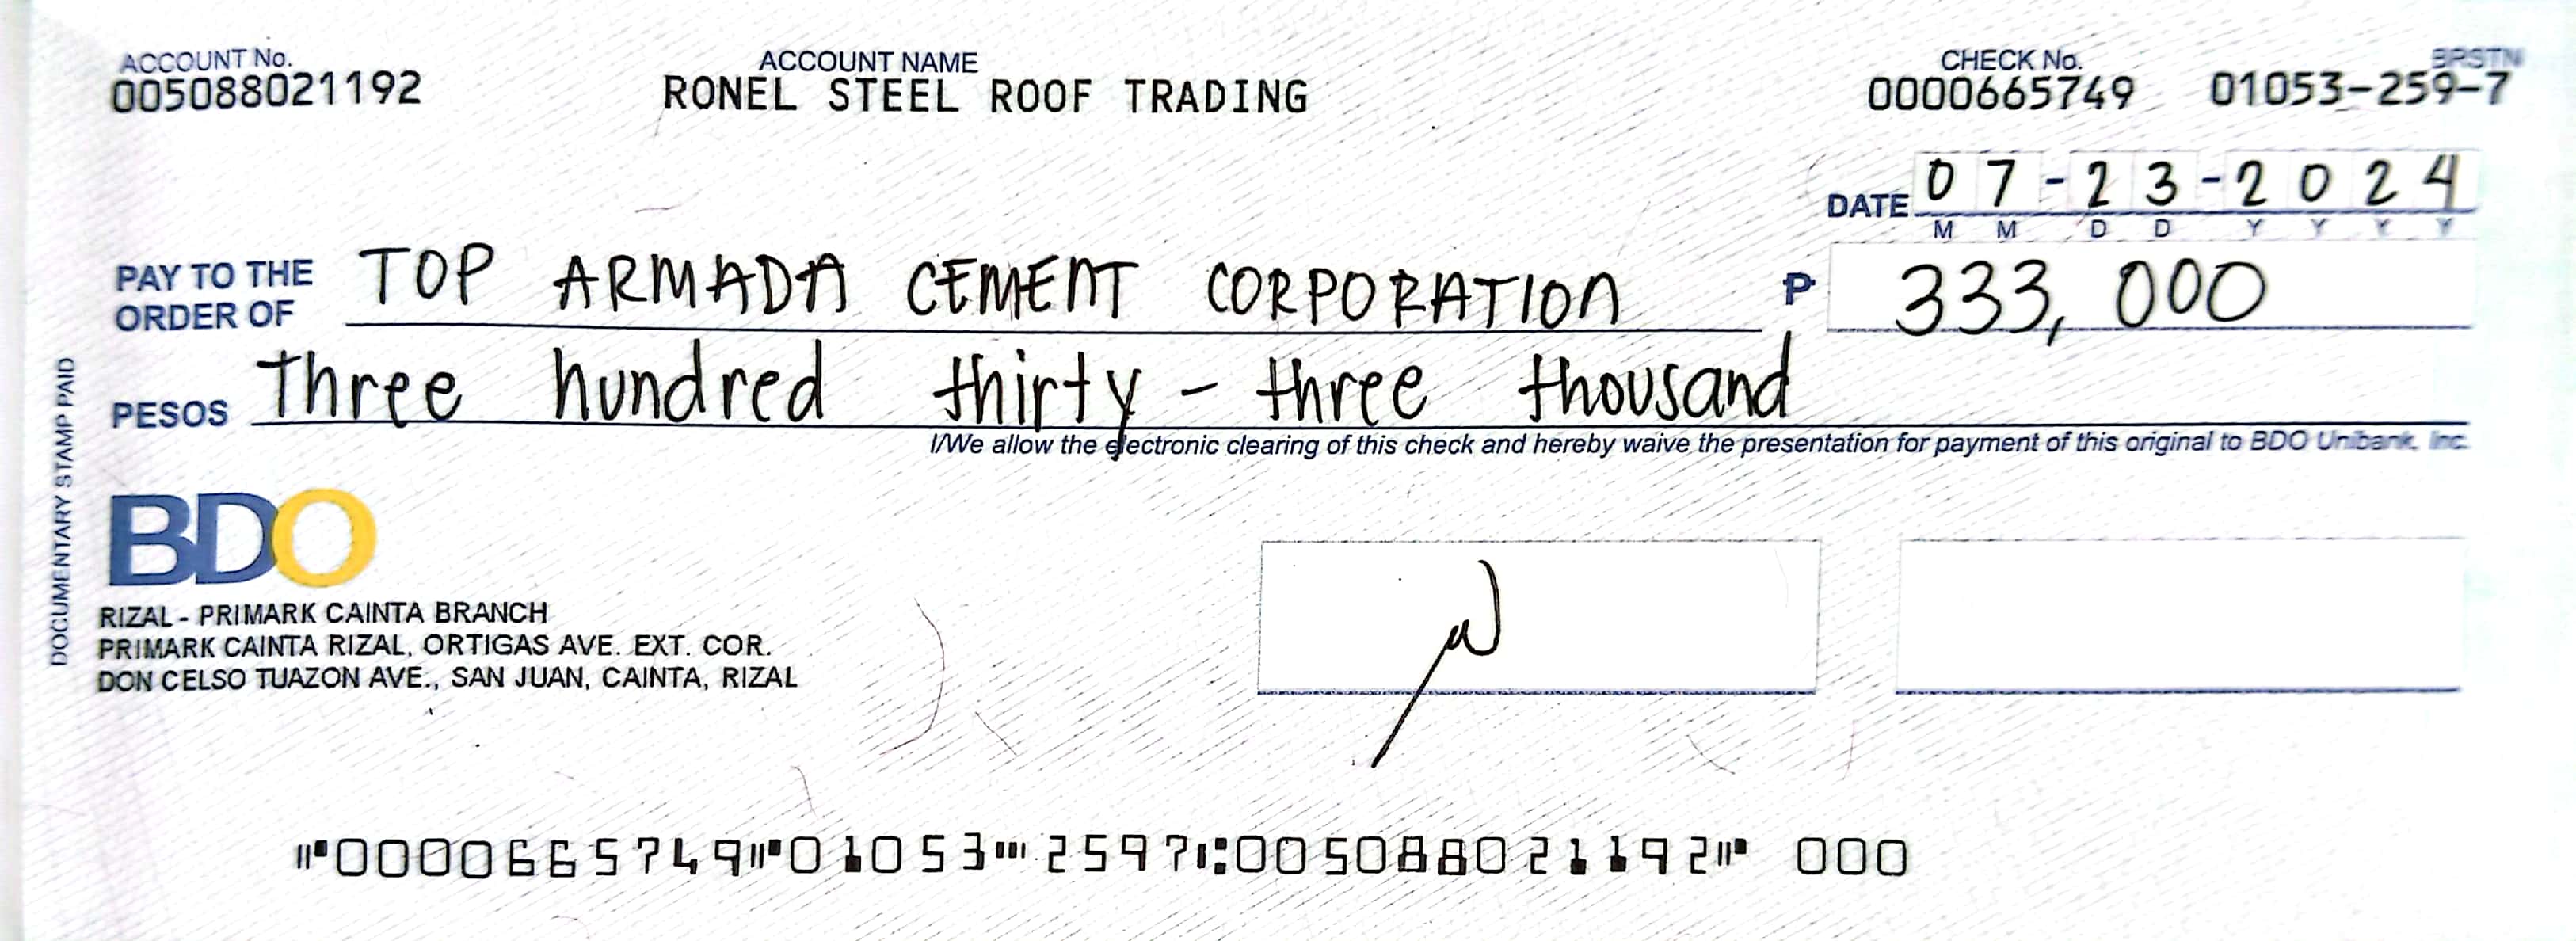 ACCOUNT No. ACCOUNT NAME CHECK No. BRSTN
005088021192 RONEL STEEL ROOF TRADING 0000665749 01053-259-7
DATE 07-23-2024
M M D D Y Y Y Y
PAY TO THE ORDER OF TOP ARMADA CEMENT CORPORATION P 333,000
PESOS Three hundred thirty-three thousand
I/We allow the electronic clearing of this check and hereby waive the presentation for payment of this original to BDO Unibank, Inc.
DOCUMENTARY STAMP PAID
BDO
RIZAL - PRIMARK CAINTA BRANCH
PRIMARK CAINTA RIZAL, ORTIGAS AVE. EXT. COR.
DON CELSO TUAZON AVE., SAN JUAN, CAINTA, RIZAL
⑈0000665749⑈01053⑉2597⑆005088021192⑈ 000